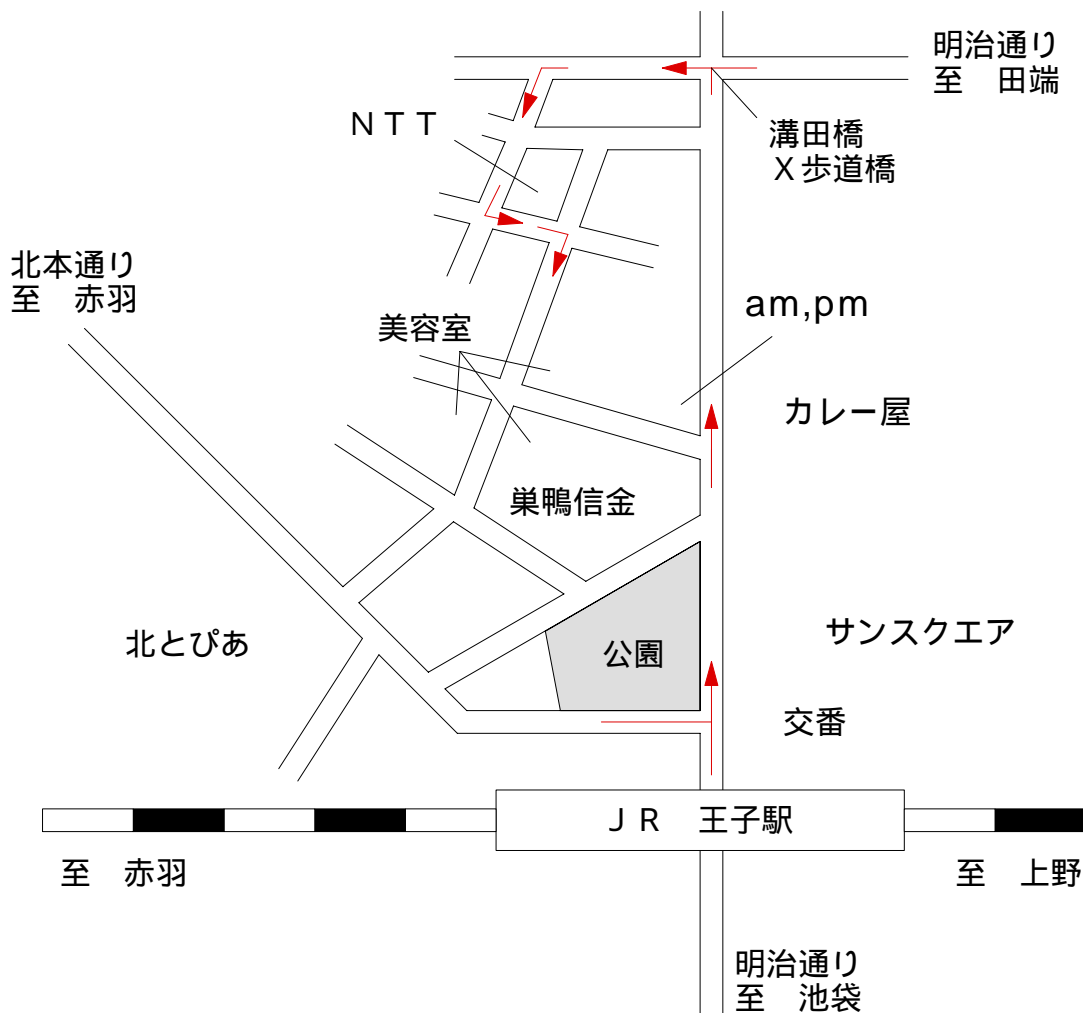 明治通り
至　田端
ＮＴＴ
溝田橋
Ｘ歩道橋
北本通り
至　赤羽
am,pm
美容室
カレー屋
巣鴨信金
サンスクエア
北とぴあ
公園
交番
ＪＲ　王子駅
至　赤羽
至　上野
明治通り
至　池袋